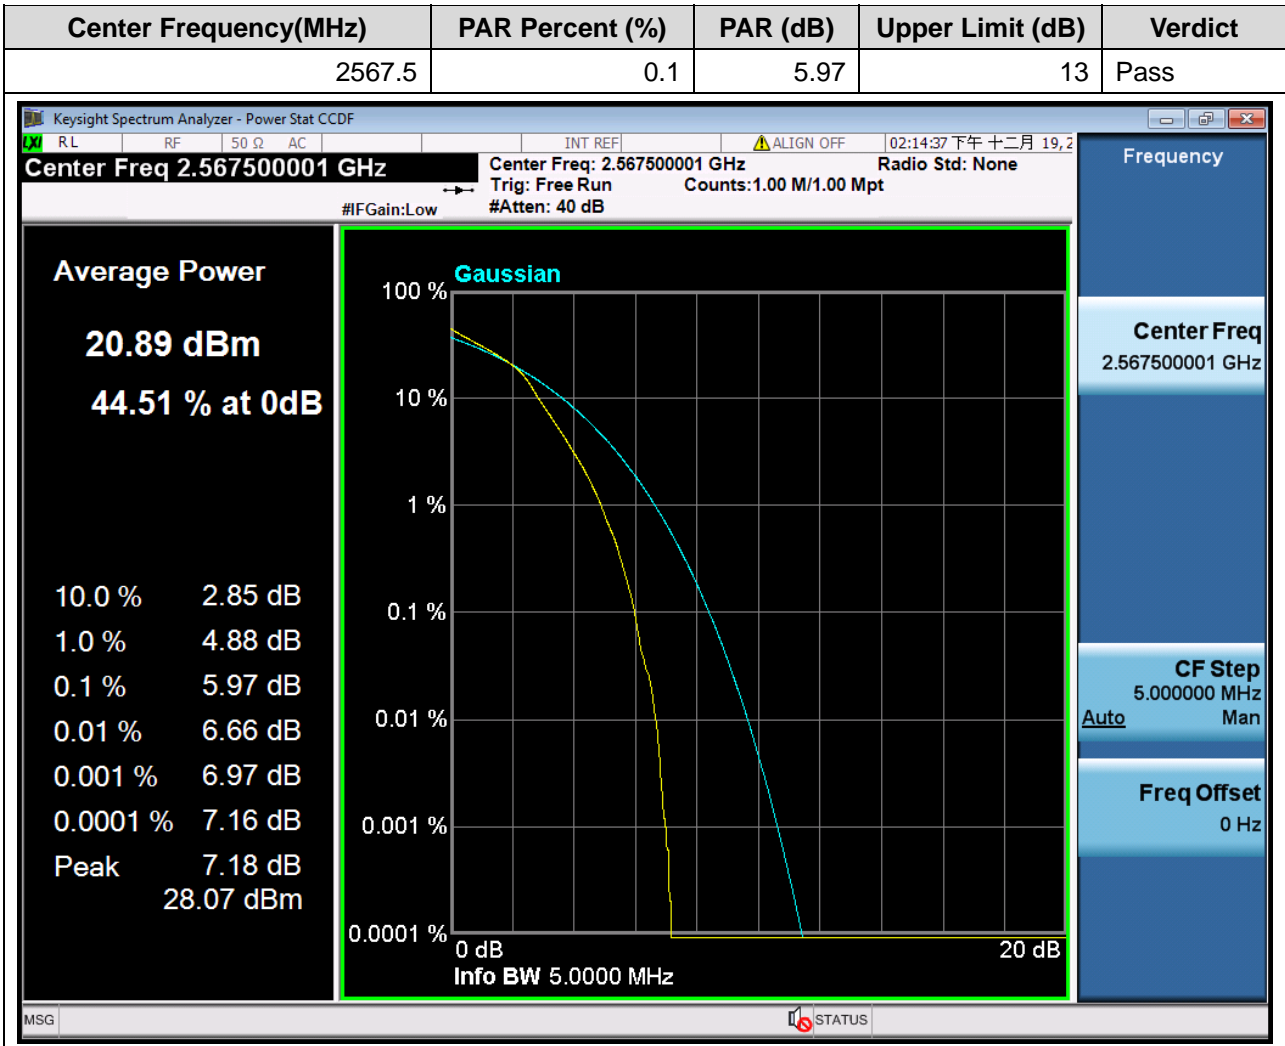 Center Frequency(MHz) PAR Percent (%) PAR (dB) Upper Limit (dB) Verdict
2567.5 0.1 5.97 13 Pass
Keysight Spectrum Analyzer - Power Stat CCDF
LXI RL RF 50 Ω AC INT REF ALIGN OFF 02:14:37 下午 十二月 19, 2
Center Freq 2.567500001 GHz
Center Freq: 2.567500001 GHz Radio Std: None
Trig: Free Run Counts:1.00 M/1.00 Mpt
#IFGain:Low #Atten: 40 dB
Average Power
20.89 dBm
44.51 % at 0dB
10.0 % 2.85 dB
1.0 % 4.88 dB
0.1 % 5.97 dB
0.01 % 6.66 dB
0.001 % 6.97 dB
0.0001 % 7.16 dB
Peak 7.18 dB
28.07 dBm
Gaussian
100 %
10 %
1 %
0.1 %
0.01 %
0.001 %
0.0001 %
0 dB 20 dB
Info BW 5.0000 MHz
Frequency
Center Freq
2.567500001 GHz
CF Step
5.000000 MHz
Auto Man
Freq Offset
0 Hz
MSG STATUS